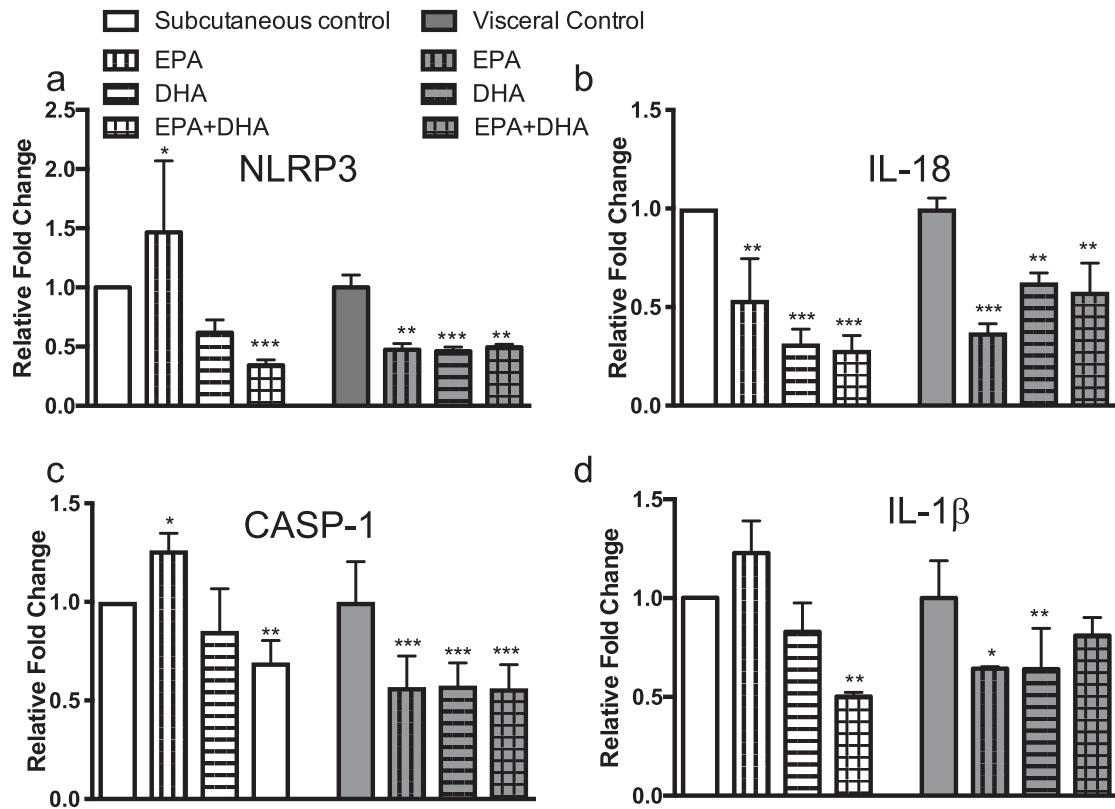 Subcutaneous control
Visceral Control
EPA
EPA
DHA
DHA
EPA+DHA
EPA+DHA
a
NLRP3
Relative Fold Change
2.5
2.0
1.5
1.0
0.5
0.0
*
***
**
***
**
b
IL-18
Relative Fold Change
1.5
1.0
0.5
0.0
**
***
***
***
**
**
c
CASP-1
Relative Fold Change
1.5
1.0
0.5
0.0
*
**
***
***
***
d
IL-1β
Relative Fold Change
1.5
1.0
0.5
0.0
**
*
**